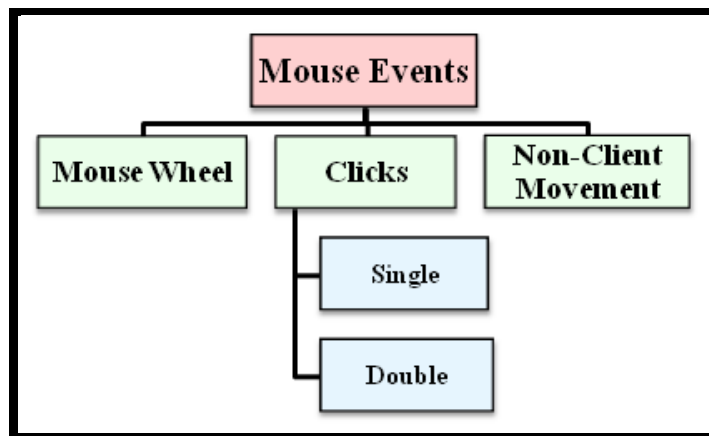 Mouse Events
Mouse Wheel
Clicks
Non-Client
Movement
Single
Double